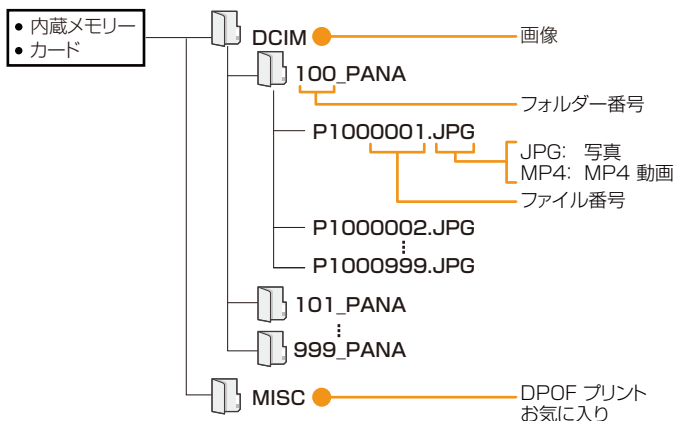 ● 内蔵メモリー
● カード
DCIM
画像
100_PANA
フォルダー番号
P1000001.JPG
JPG: 写真
MP4: MP4 動画
ファイル番号
P1000002.JPG
P1000999.JPG
101_PANA
999_PANA
MISC
DPOF プリント
お気に入り